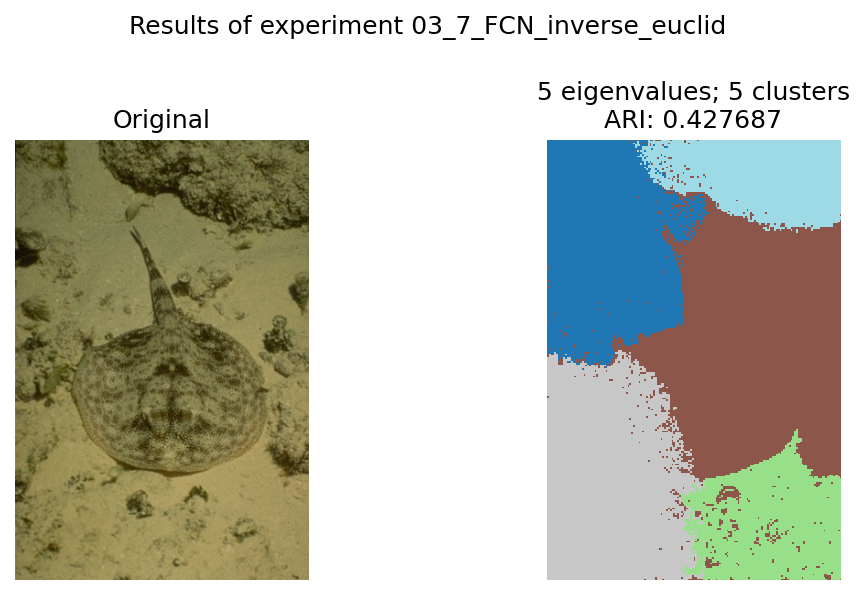 Results of experiment 03_7_FCN_inverse_euclid
Original
5 eigenvalues; 5 clusters
ARI: 0.427687